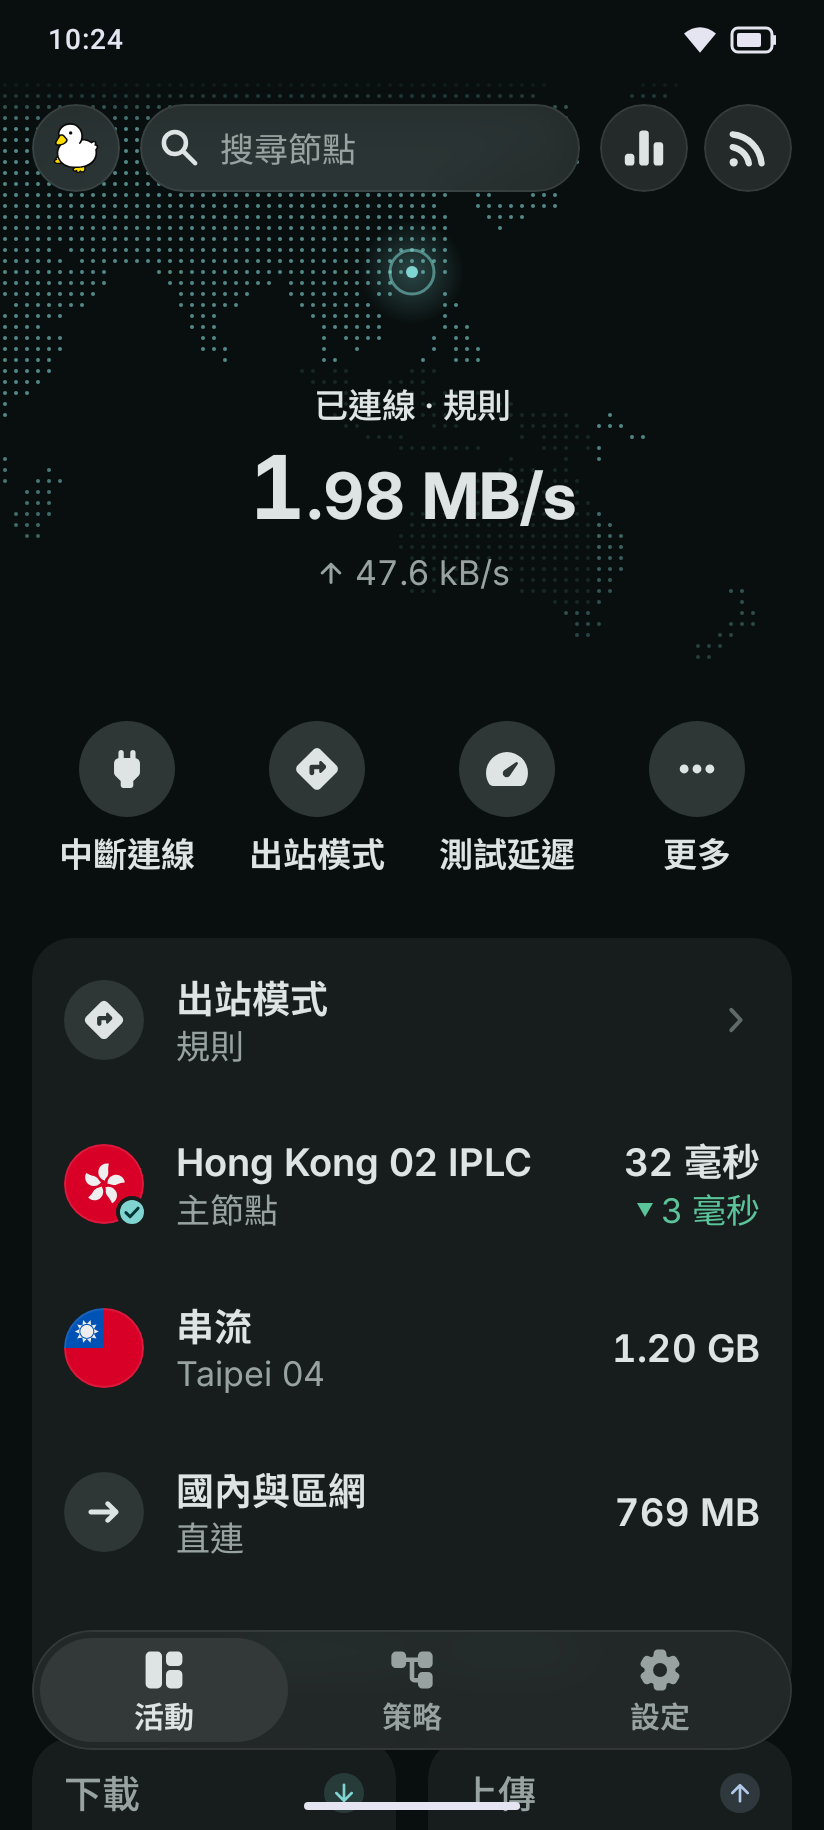 10:24
搜尋節點
已連線 · 規則
1.98 MB/s
↑ 47.6 kB/s
中斷連線
出站模式
測試延遲
更多
出站模式
規則
Hong Kong 02 IPLC
32 毫秒
主節點
▼3 毫秒
串流
1.20 GB
Taipei 04
國內與區網
769 MB
直連
活動
策略
設定
下載
上傳